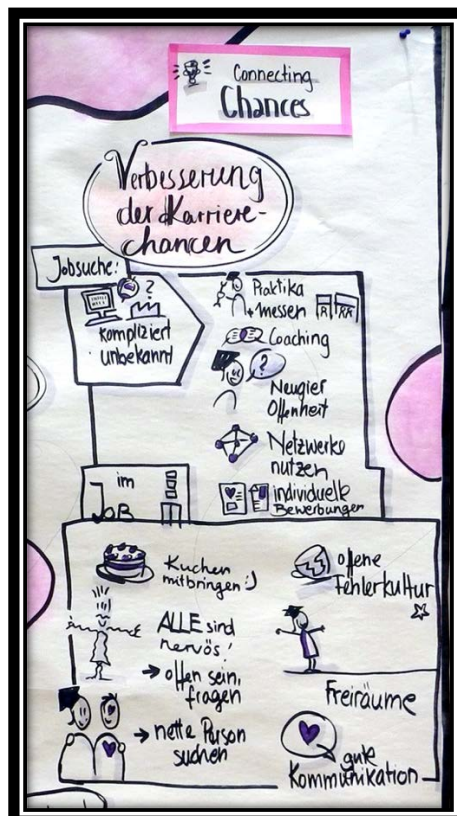 Connecting
Chances
Verbesserung
der Karriere-
chancen
Jobsuche:
?
kompliziert
unbekannt
Praktika
+messen
Coaching
?
Neugier
Offenheit
Netzwerke
nutzen
individuelle
Bewerbungen
im
JOB
Kuchen
mitbringen :)
ALLE sind
nervös!
→ offen sein,
fragen
→ nette Person
suchen
offene
Fehlerkultur
Freiräume
gute
Kommunikation